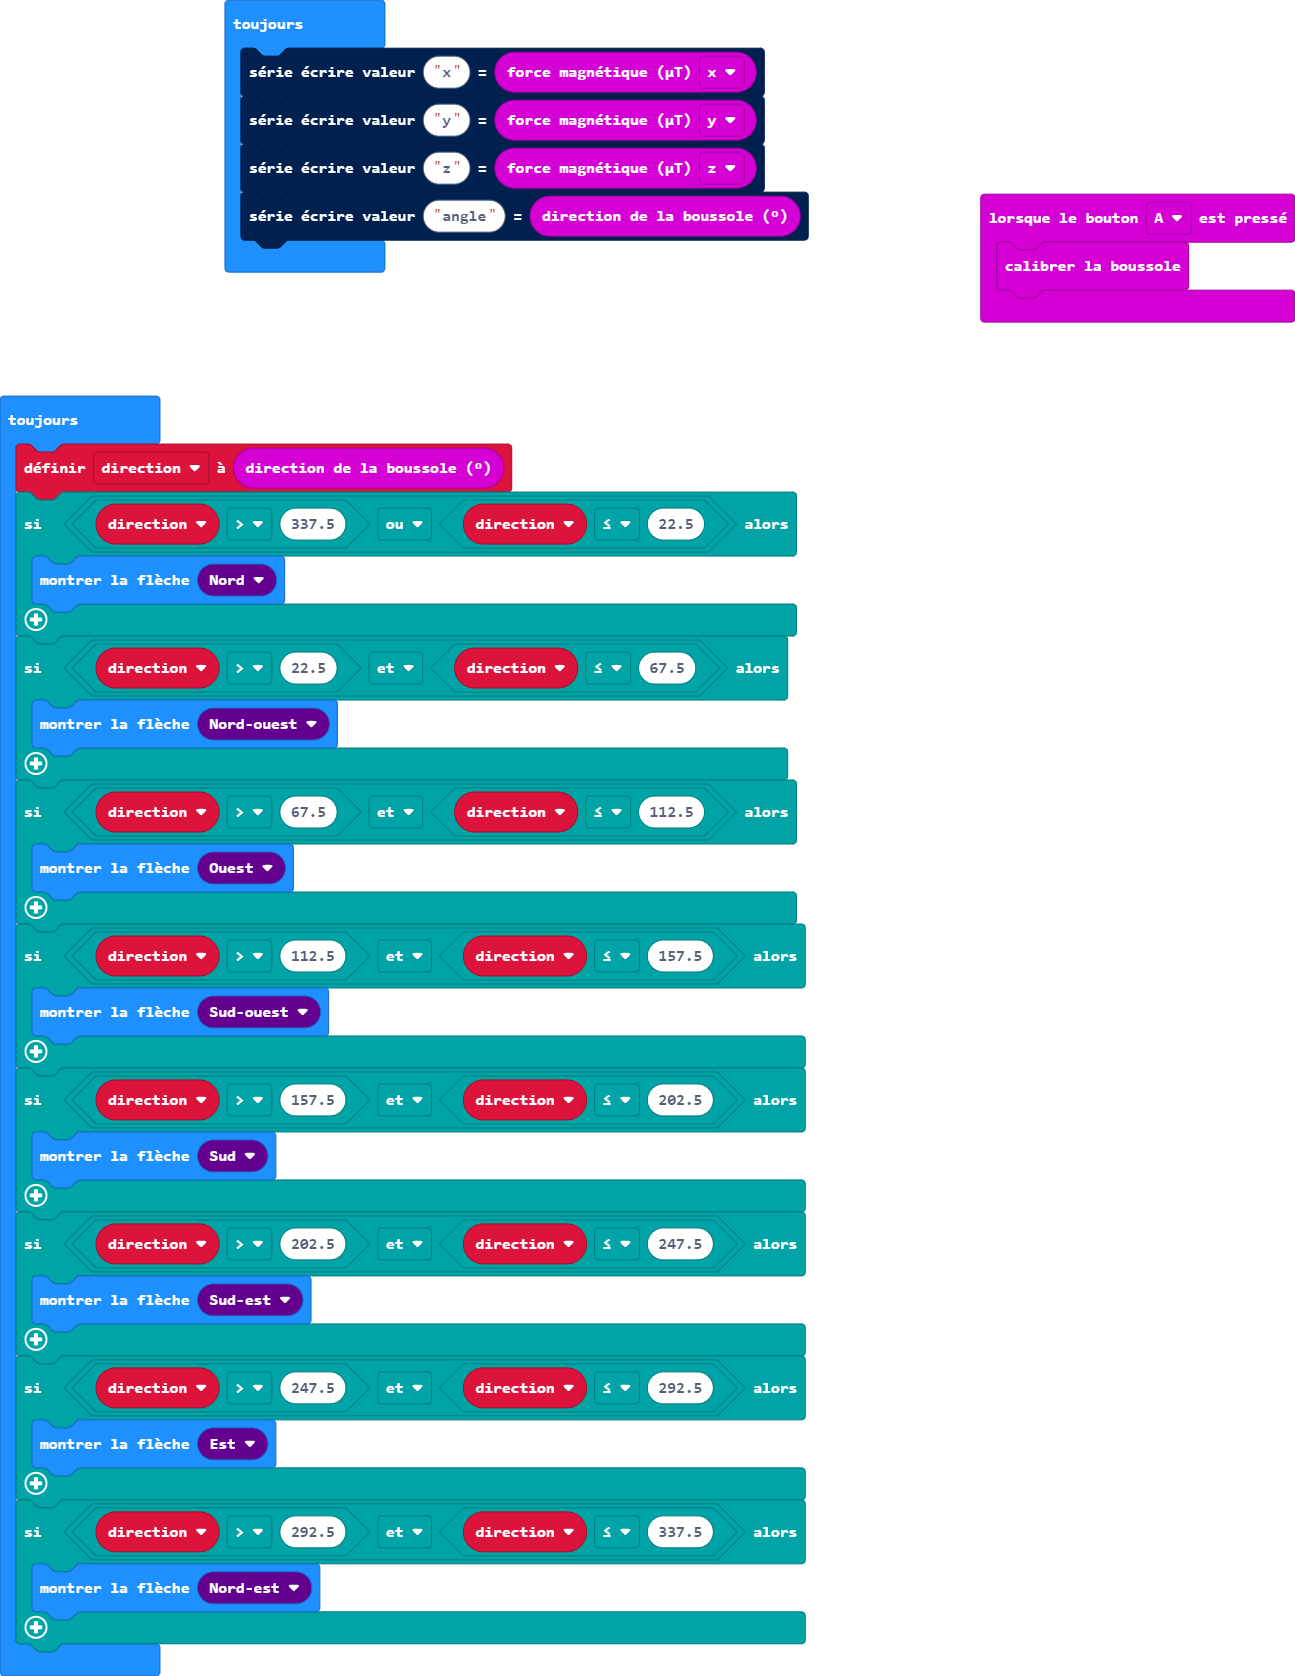 toujours
série écrire valeur "x" = force magnétique (µT) x
série écrire valeur "y" = force magnétique (µT) y
série écrire valeur "z" = force magnétique (µT) z
série écrire valeur "angle" = direction de la boussole (º)
lorsque le bouton A est pressé
calibrer la boussole
toujours
définir direction à direction de la boussole (º)
si direction > 337.5 ou direction ≤ 22.5 alors
montrer la flèche Nord
si direction > 22.5 et direction ≤ 67.5 alors
montrer la flèche Nord-ouest
si direction > 67.5 et direction ≤ 112.5 alors
montrer la flèche Ouest
si direction > 112.5 et direction ≤ 157.5 alors
montrer la flèche Sud-ouest
si direction > 157.5 et direction ≤ 202.5 alors
montrer la flèche Sud
si direction > 202.5 et direction ≤ 247.5 alors
montrer la flèche Sud-est
si direction > 247.5 et direction ≤ 292.5 alors
montrer la flèche Est
si direction > 292.5 et direction ≤ 337.5 alors
montrer la flèche Nord-est